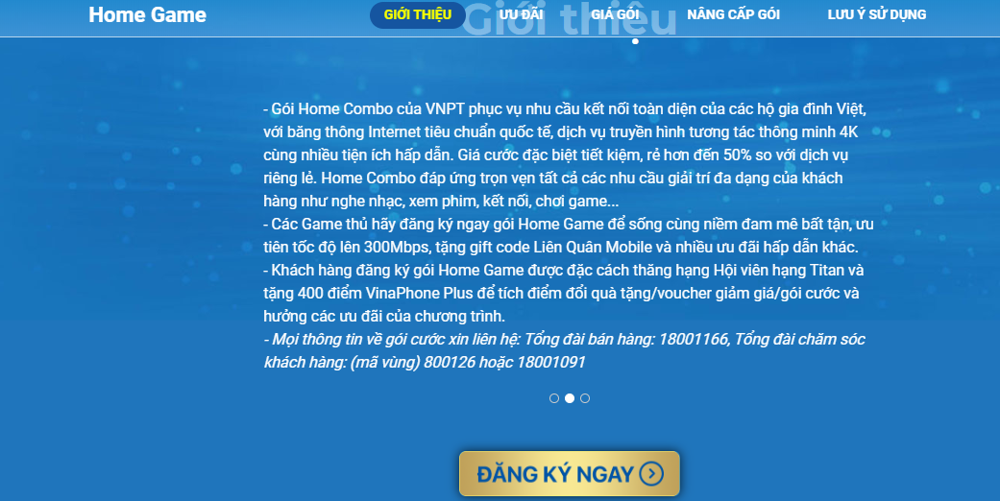 Home Game
GIỚI THIỆU
ƯU ĐÃI
GIÁ GÓI
NÂNG CẤP GÓI
LƯU Ý SỬ DỤNG
Giới thiệu
- Gói Home Combo của VNPT phục vụ nhu cầu kết nối toàn diện của các hộ gia đình Việt,
với băng thông Internet tiêu chuẩn quốc tế, dịch vụ truyền hình tương tác thông minh 4K
cùng nhiều tiện ích hấp dẫn. Giá cước đặc biệt tiết kiệm, rẻ hơn đến 50% so với dịch vụ
riêng lẻ. Home Combo đáp ứng trọn vẹn tất cả các nhu cầu giải trí đa dạng của khách
hàng như nghe nhạc, xem phim, kết nối, chơi game...
- Các Game thủ hãy đăng ký ngay gói Home Game để sống cùng niềm đam mê bất tận, ưu
tiên tốc độ lên 300Mbps, tặng gift code Liên Quân Mobile và nhiều ưu đãi hấp dẫn khác.
- Khách hàng đăng ký gói Home Game được đặc cách thăng hạng Hội viên hạng Titan và
tặng 400 điểm VinaPhone Plus để tích điểm đổi quà tặng/voucher giảm giá/gói cước và
hưởng các ưu đãi của chương trình.
- Mọi thông tin về gói cước xin liên hệ: Tổng đài bán hàng: 18001166, Tổng đài chăm sóc
khách hàng: (mã vùng) 800126 hoặc 18001091
ĐĂNG KÝ NGAY